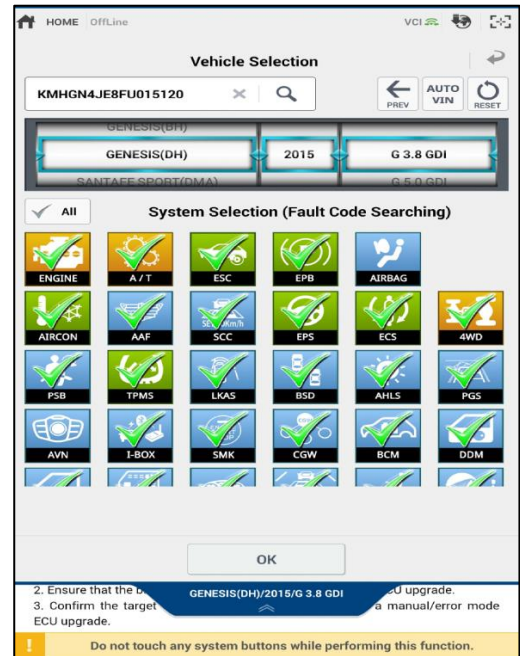 HOME OffLine VCI
Vehicle Selection
KMHGN4JE8FU015120 ×
PREV AUTO VIN RESET
GENESIS(BH)
GENESIS(DH) 2015 G 3.8 GDI
SANTAFE SPORT(DMA) G 5.0 GDI
All System Selection (Fault Code Searching)
ENGINE A / T ESC EPB AIRBAG
AIRCON AAF SCC EPS ECS 4WD
PSB TPMS LKAS BSD AHLS PGS
AVN I-BOX SMK CGW BCM DDM
OK
2. Ensure that the GENESIS(DH)/2015/G 3.8 GDI upgrade.
3. Confirm the target a manual/error mode
ECU upgrade.
! Do not touch any system buttons while performing this function.